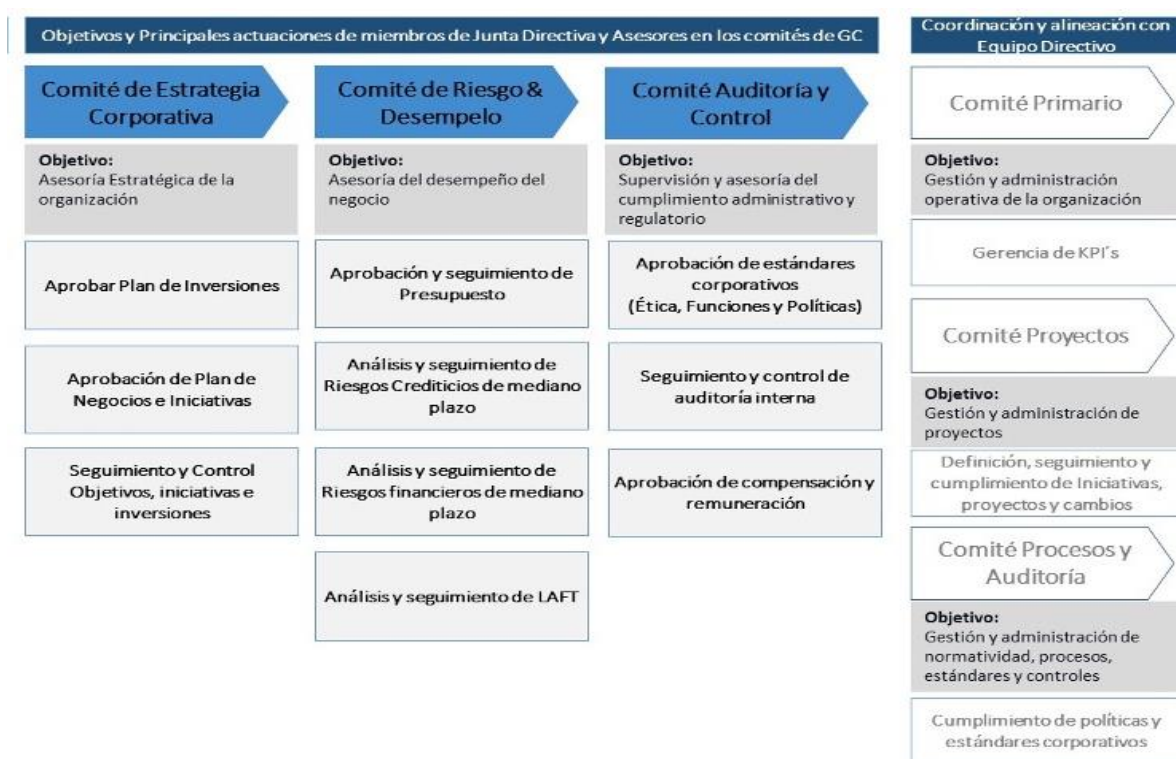 Objetivos y Principales actuaciones de miembros de Junta Directiva y Asesores en los comités de GC
Comité de Estrategia
Corporativa
Objetivo:
Asesoría Estratégica de la
organización
Aprobar Plan de Inversiones
Aprobación de Plan de
Negocios e Iniciativas
Seguimiento y Control
Objetivos, iniciativas e
inversiones
Comité de Riesgo &
Desempelo
Objetivo:
Asesoría del desempeño del
negocio
Aprobación y seguimiento de
Presupuesto
Análisis y seguimiento de
Riesgos Crediticios de mediano
plazo
Análisis y seguimiento de
Riesgos financieros de mediano
plazo
Análisis y seguimiento de LAFT
Comité Auditoría y
Control
Objetivo:
Supervisión y asesoría del
cumplimiento administrativo y
regulatorio
Aprobación de estándares
corporativos
(Ética, Funciones y Políticas)
Seguimiento y control de
auditoría interna
Aprobación de compensación y
remuneración
Coordinación y alineación con
Equipo Directivo
Comité Primario
Objetivo:
Gestión y administración
operativa de la organización
Gerencia de KPI´s
Comité Proyectos
Objetivo:
Gestión y administración de
proyectos
Definición, seguimiento y
cumplimiento de Iniciativas,
proyectos y cambios
Comité Procesos y
Auditoría
Objetivo:
Gestión y administración de
normatividad, procesos,
estándares y controles
Cumplimiento de políticas y
estándares corporativos